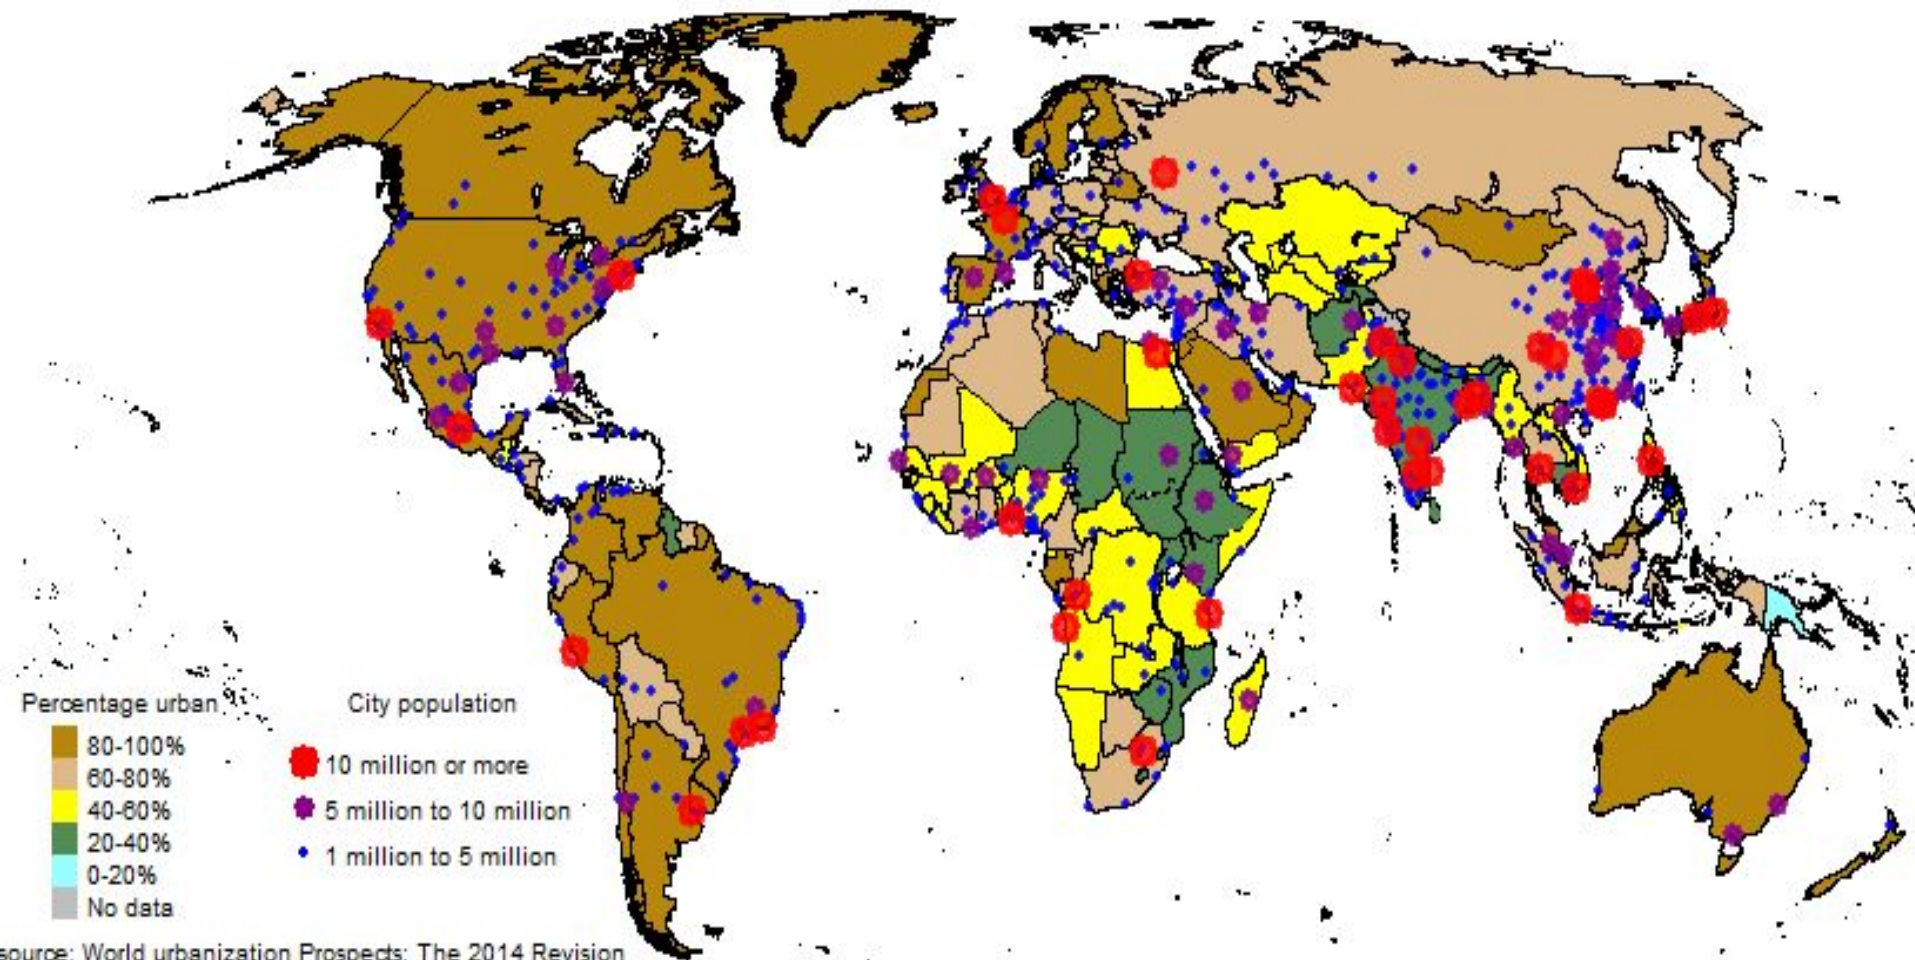 Percentage urban
80-100%
60-80%
40-60%
20-40%
0-20%
No data
City population
10 million or more
5 million to 10 million
1 million to 5 million
source: World urbanization Prospects: The 2014 Revision